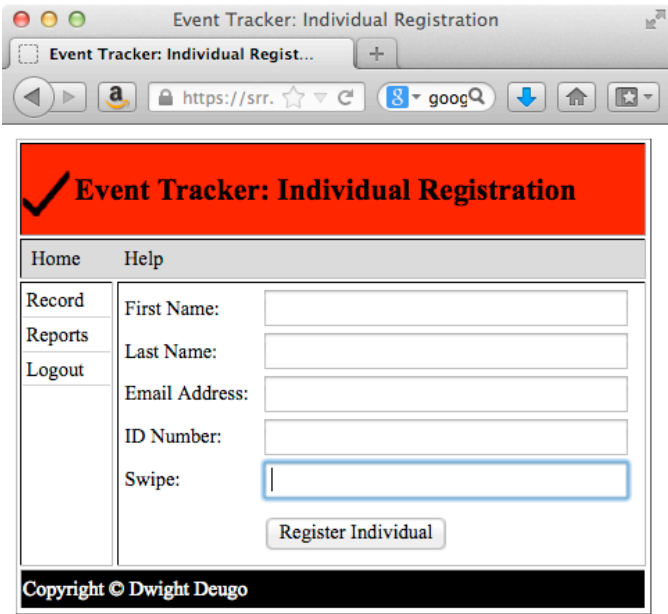 Event Tracker: Individual Registration
Event Tracker: Individual Regist...
https://srr.
goog
Event Tracker: Individual Registration
Home Help
Record
Reports
Logout
First Name:
Last Name:
Email Address:
ID Number:
Swipe:
Register Individual
Copyright © Dwight Deugo